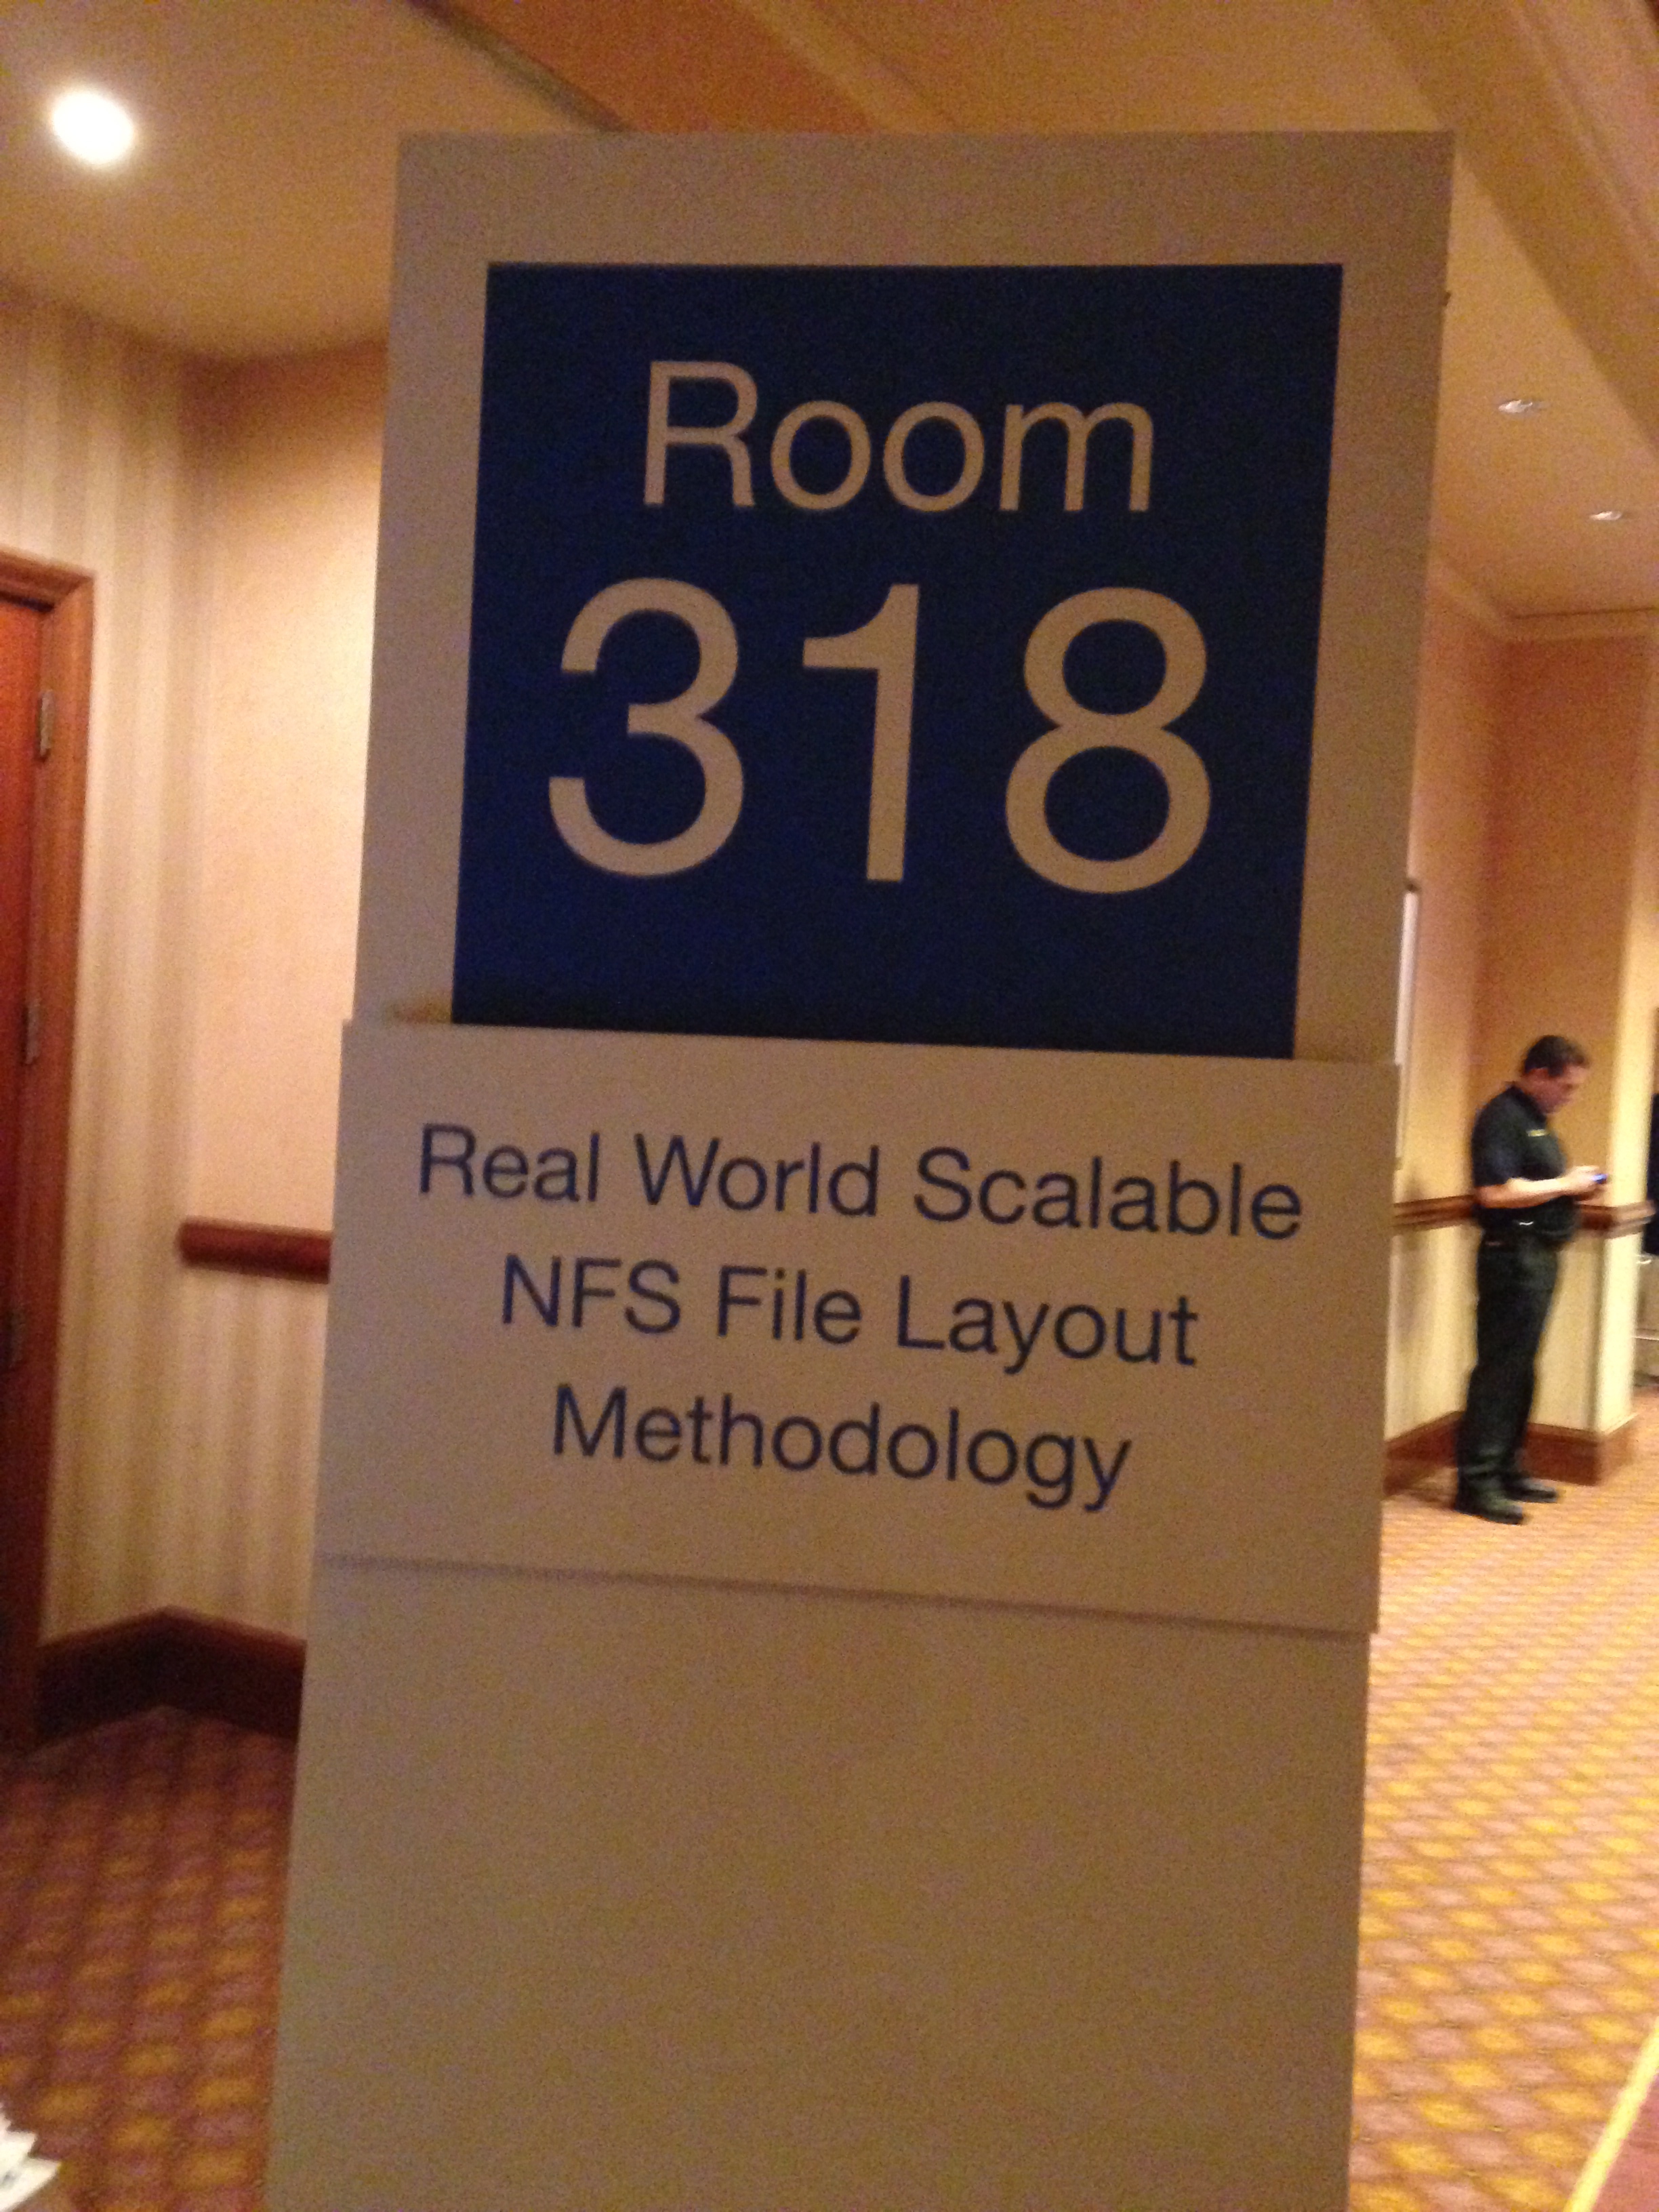 Room
318
Real World Scalable
NFS File Layout
Methodology